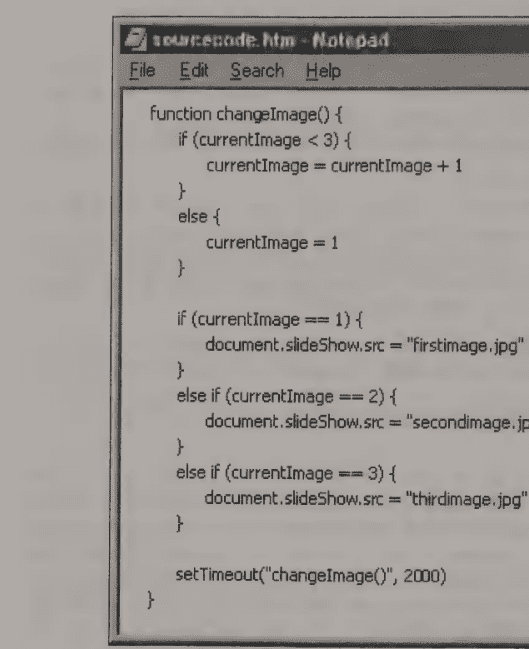 sourcecode.htm - Notepad
File Edit Search Help
function changeImage() {
if (currentImage < 3) {
currentImage = currentImage + 1
}
else {
currentImage = 1
}
if (currentImage == 1) {
document.slideShow.src = "firstimage.jpg"
}
else if (currentImage == 2) {
document.slideShow.src = "secondimage.jp
}
else if (currentImage == 3) {
document.slideShow.src = "thirdimage.jpg"
}
setTimeout("changeImage()", 2000)
}